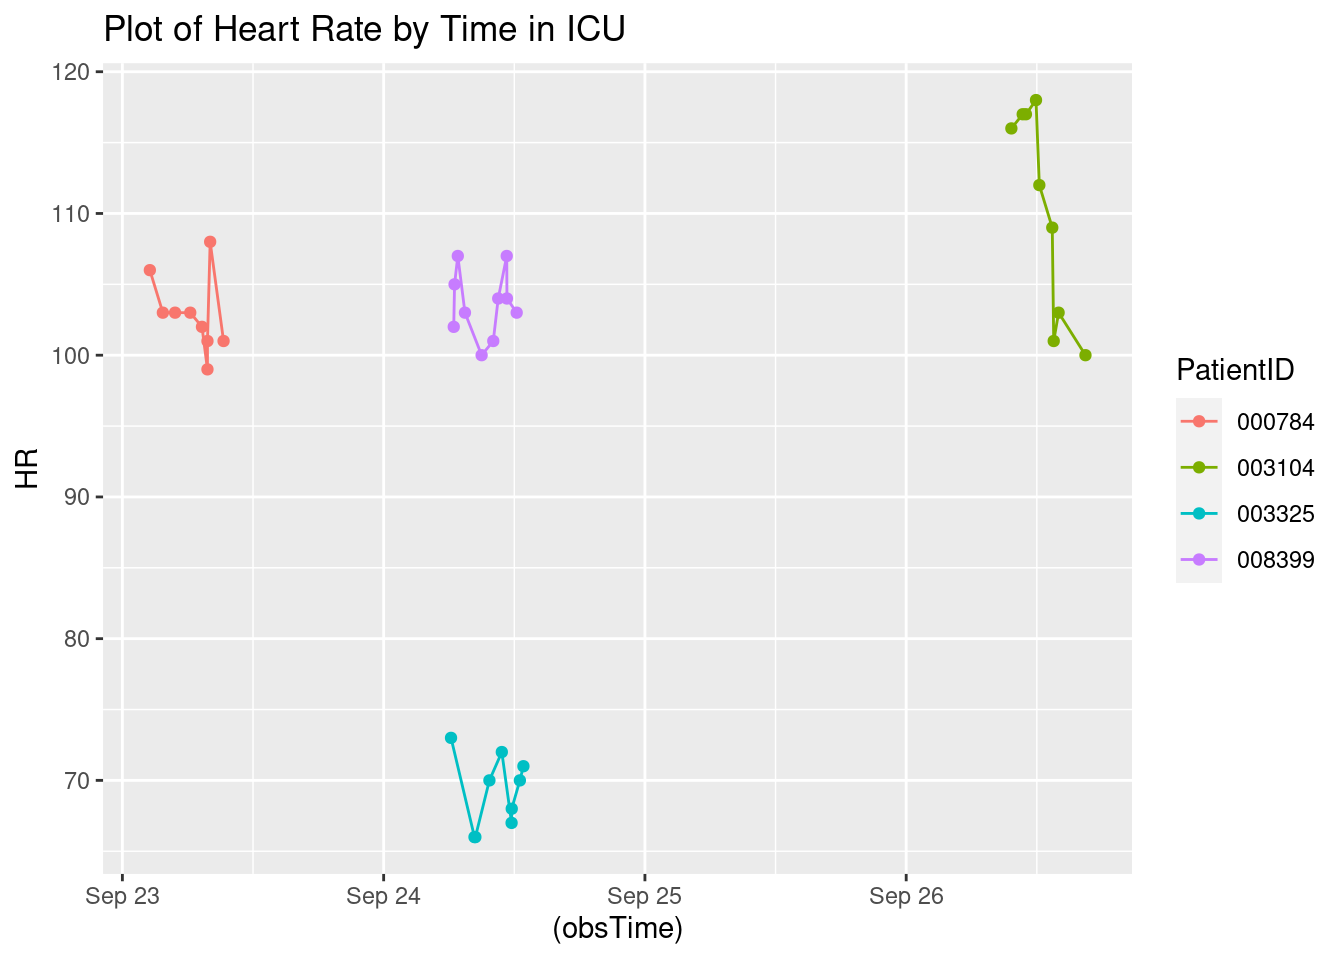 Plot of Heart Rate by Time in ICU
120
110
100
90
80
70
HR
Sep 23 Sep 24 Sep 25 Sep 26
(obsTime)
PatientID
000784
003104
003325
008399